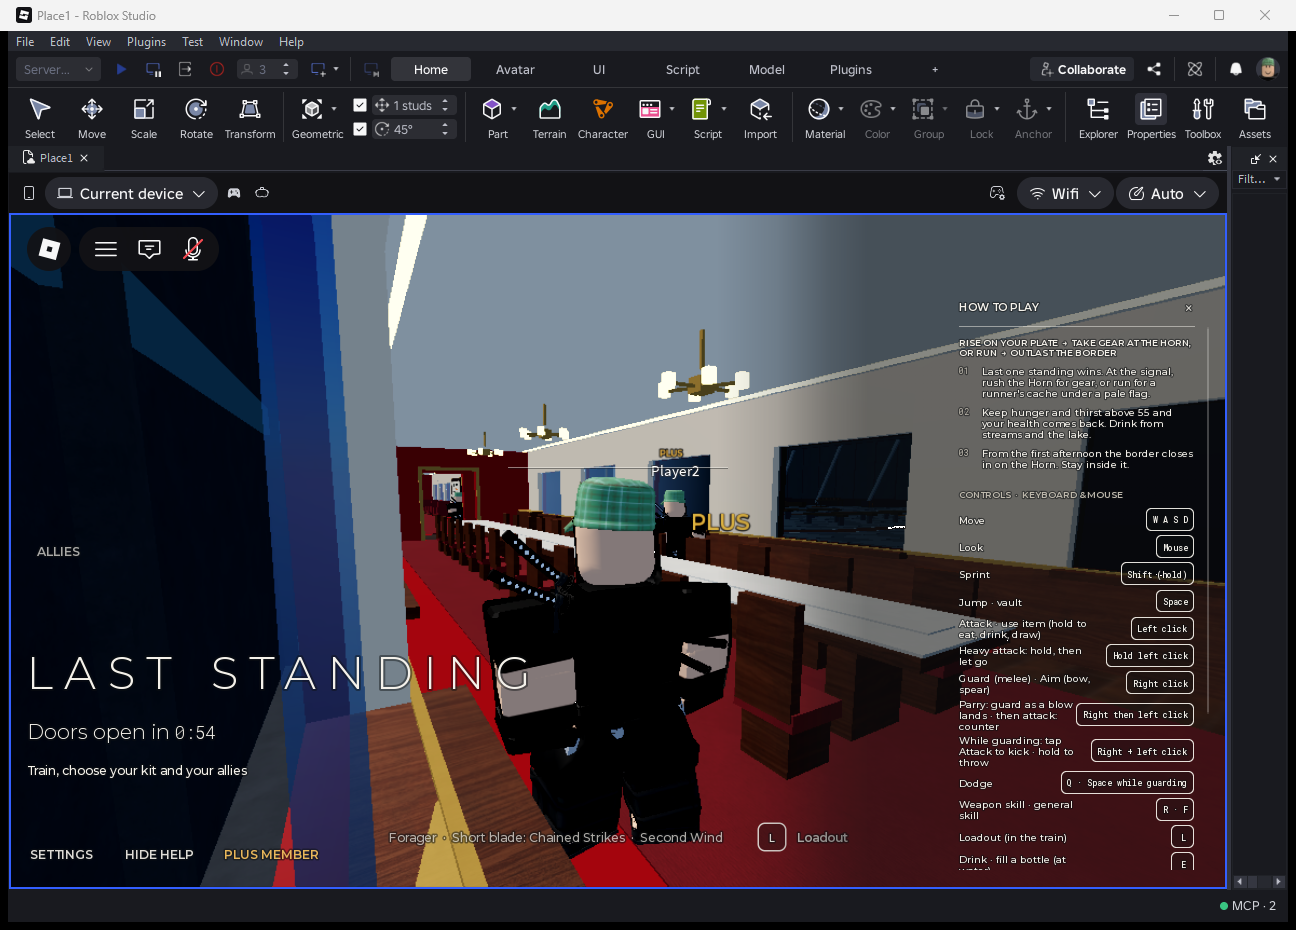 Place1 - Roblox Studio
File Edit View Plugins Test Window Help
Server... 3 Home Avatar UI Script Model Plugins + Collaborate
1 studs
45°
Select Move Scale Rotate Transform Geometric Part Terrain Character GUI Script Import Material Color Group Lock Anchor Explorer Properties Toolbox Assets
Place1
Current device Wifi Auto
Filt...
HOW TO PLAY
RISE ON YOUR PLATE → TAKE GEAR AT THE HORN,
OR RUN → OUTLAST THE BORDER
01 Last one standing wins. At the signal,
rush the Horn for gear, or run for a
runner's cache under a pale flag.
02 Keep hunger and thirst above 55 and
your health comes back. Drink from
streams and the lake.
03 From the first afternoon the border closes
in on the Horn. Stay inside it.
CONTROLS · KEYBOARD & MOUSE
Move W A S D
Look Mouse
Sprint Shift (hold)
Jump · vault Space
Attack · use item (hold to
eat, drink, draw) Left click
Heavy attack: hold, then
let go Hold left click
Guard (melee) · Aim (bow,
spear) Right click
Parry: guard as a blow
lands · then attack:
counter Right then left click
While guarding: tap
Attack to kick · hold to
throw Right + left click
Dodge Q · Space while guarding
Weapon skill · general
skill R · F
Loadout (in the train) L
Drink · fill a bottle (at
water) E
PLUS
Player2
PLUS
ALLIES
LAST STANDING
Doors open in 0:54
Train, choose your kit and your allies
Forager · Short blade: Chained Strikes · Second Wind L Loadout
SETTINGS HIDE HELP PLUS MEMBER
MCP · 2